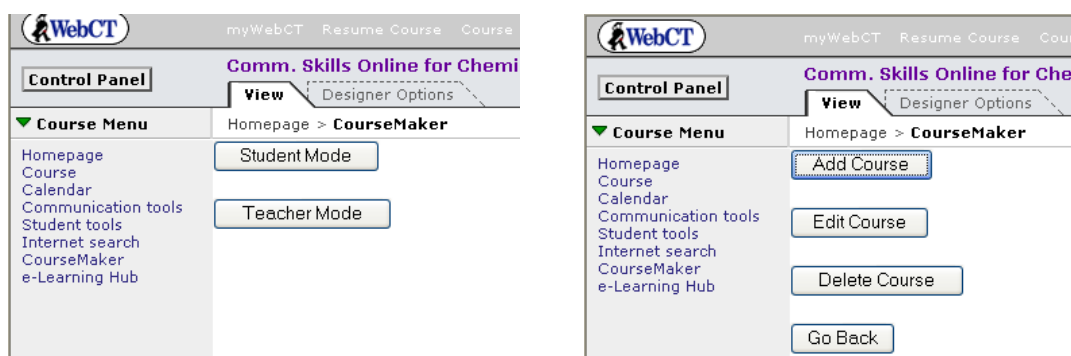 WebCT
myWebCT Resume Course Course
Control Panel
Comm. Skills Online for Chemi
View Designer Options
Course Menu
Homepage > CourseMaker
Homepage
Course
Calendar
Communication tools
Student tools
Internet search
CourseMaker
e-Learning Hub
Student Mode
Teacher Mode
WebCT
myWebCT Resume Course Cou
Control Panel
Comm. Skills Online for Che
View Designer Options
Course Menu
Homepage > CourseMaker
Homepage
Course
Calendar
Communication tools
Student tools
Internet search
CourseMaker
e-Learning Hub
Add Course
Edit Course
Delete Course
Go Back